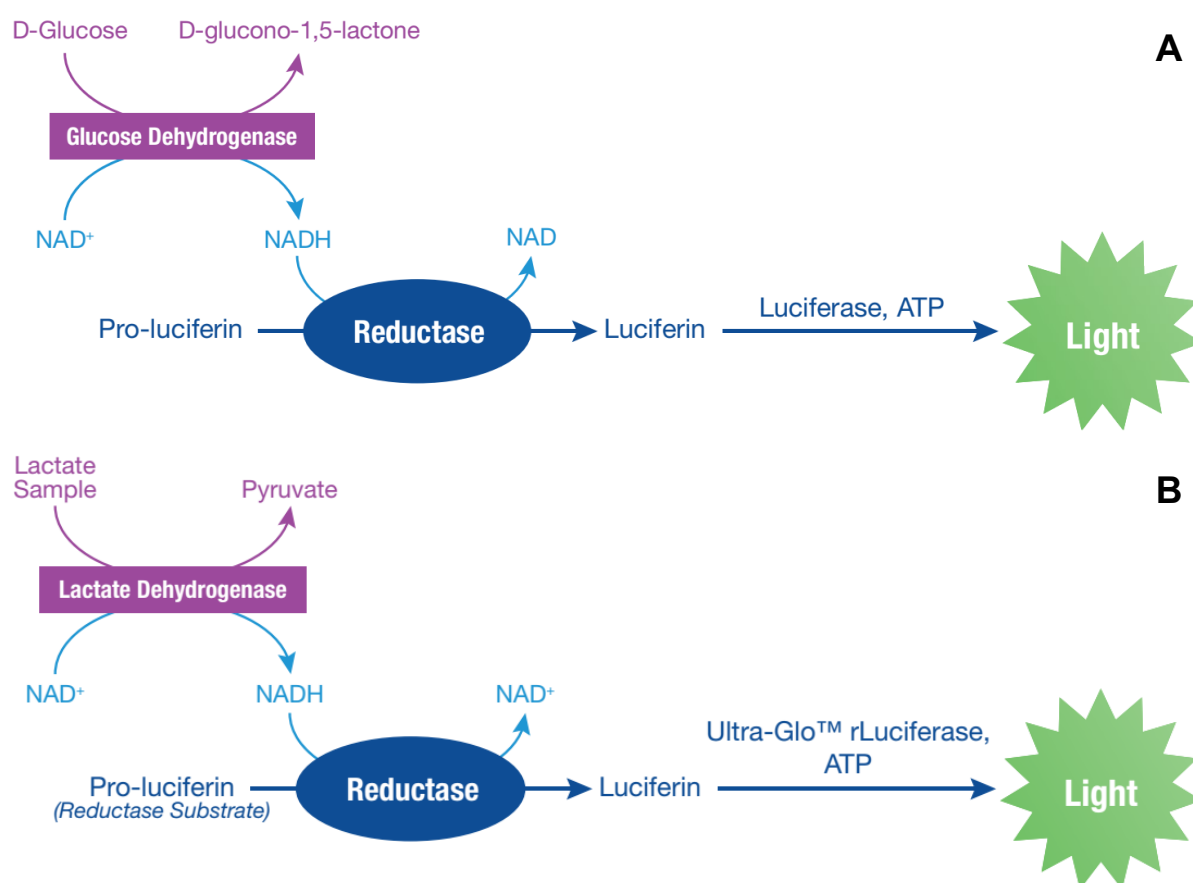 D-Glucose
D-glucono-1,5-lactone
A
Glucose Dehydrogenase
NAD⁺
NADH
NAD
Pro-luciferin
Reductase
Luciferin
Luciferase, ATP
Light
Lactate
Sample
Pyruvate
B
Lactate Dehydrogenase
NAD⁺
NADH
NAD⁺
Pro-luciferin
(Reductase Substrate)
Reductase
Luciferin
Ultra-Glo™ rLuciferase,
ATP
Light